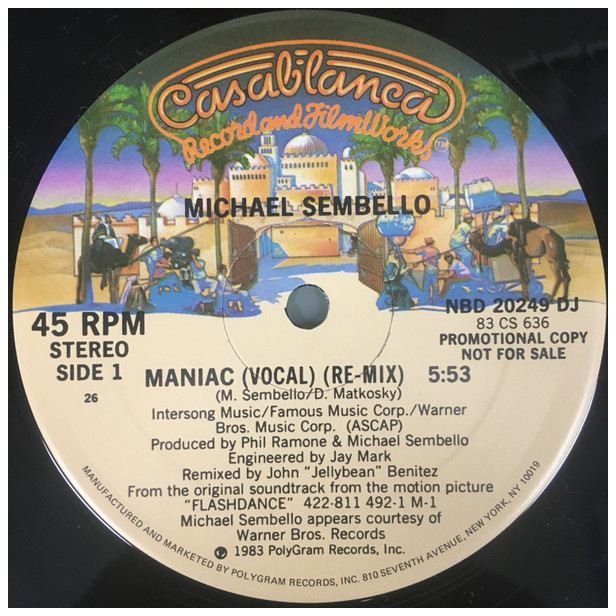 Casablanca
Record and FilmWorks
TM
MICHAEL SEMBELLO
45 RPM
STEREO
SIDE 1
26
NBD 20249 DJ
83 CS 636
PROMOTIONAL COPY
NOT FOR SALE
MANIAC (VOCAL) (RE-MIX) 5:53
(M. Sembello/D. Matkosky)
Intersong Music/Famous Music Corp./Warner
Bros. Music Corp. (ASCAP)
Produced by Phil Ramone & Michael Sembello
Engineered by Jay Mark
Remixed by John "Jellybean" Benitez
From the original soundtrack from the motion picture
"FLASHDANCE" 422-811 492-1 M-1
Michael Sembello appears courtesy of
Warner Bros. Records
℗ 1983 PolyGram Records, Inc.
MANUFACTURED AND MARKETED BY POLYGRAM RECORDS, INC. 810 SEVENTH AVENUE, NEW YORK, NY 10019